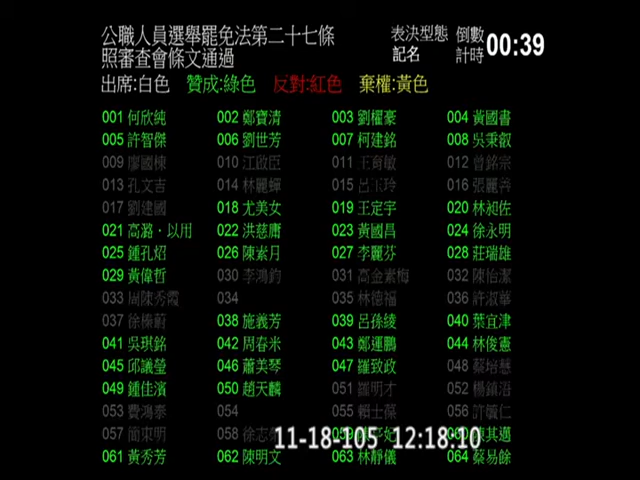 公職人員選舉罷免法第二十七條
照審查會條文通過
表決型態 記名
倒數計時 00:39
出席:白色 贊成:綠色 反對:紅色 棄權:黃色
001 何欣純 002 鄭寶清 003 劉櫂豪 004 黃國書
005 許智傑 006 劉世芳 007 柯建銘 008 吳秉叡
009 廖國棟 010 江啟臣 011 王育敏 012 曾銘宗
013 孔文吉 014 林麗蟬 015 呂玉玲 016 張麗善
017 劉建國 018 尤美女 019 王定宇 020 林昶佐
021 高潞·以用 022 洪慈庸 023 黃國昌 024 徐永明
025 鍾孔炤 026 陳素月 027 李麗芬 028 莊瑞雄
029 黃偉哲 030 李鴻鈞 031 高金素梅 032 陳怡潔
033 周陳秀霞 034 035 林德福 036 許淑華
037 徐榛蔚 038 施義芳 039 呂孫綾 040 葉宜津
041 吳琪銘 042 周春米 043 鄭運鵬 044 林俊憲
045 邱議瑩 046 蕭美琴 047 羅致政 048 蔡培慧
049 鍾佳濱 050 趙天麟 051 羅明才 052 楊鎮浯
053 費鴻泰 054 055 賴士葆 056 許毓仁
057 簡東明 058 徐志 059 060 陳其邁
11-18-105 12:18:10
061 黃秀芳 062 陳明文 063 林靜儀 064 蔡易餘